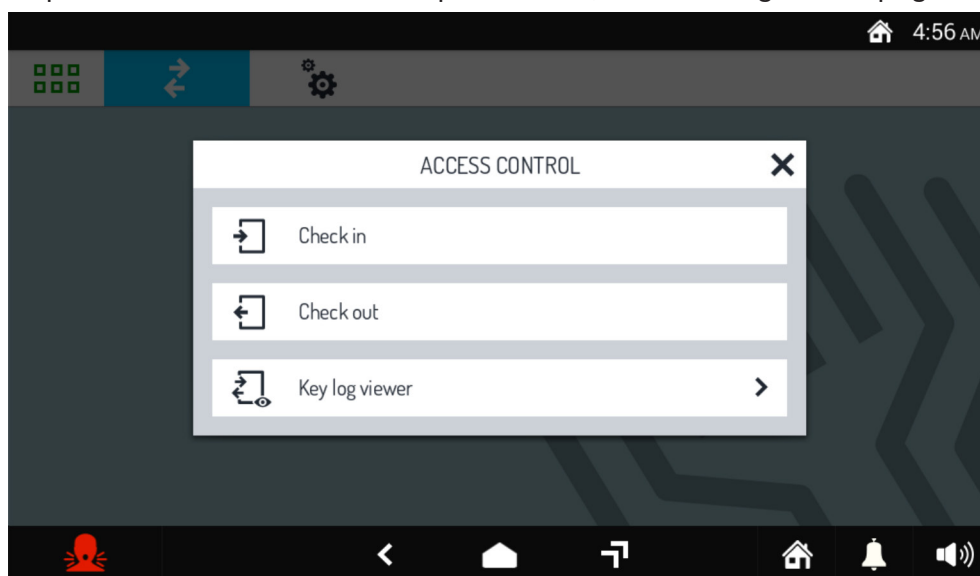 4:56 AM
ACCESS CONTROL
Check in
Check out
Key log viewer